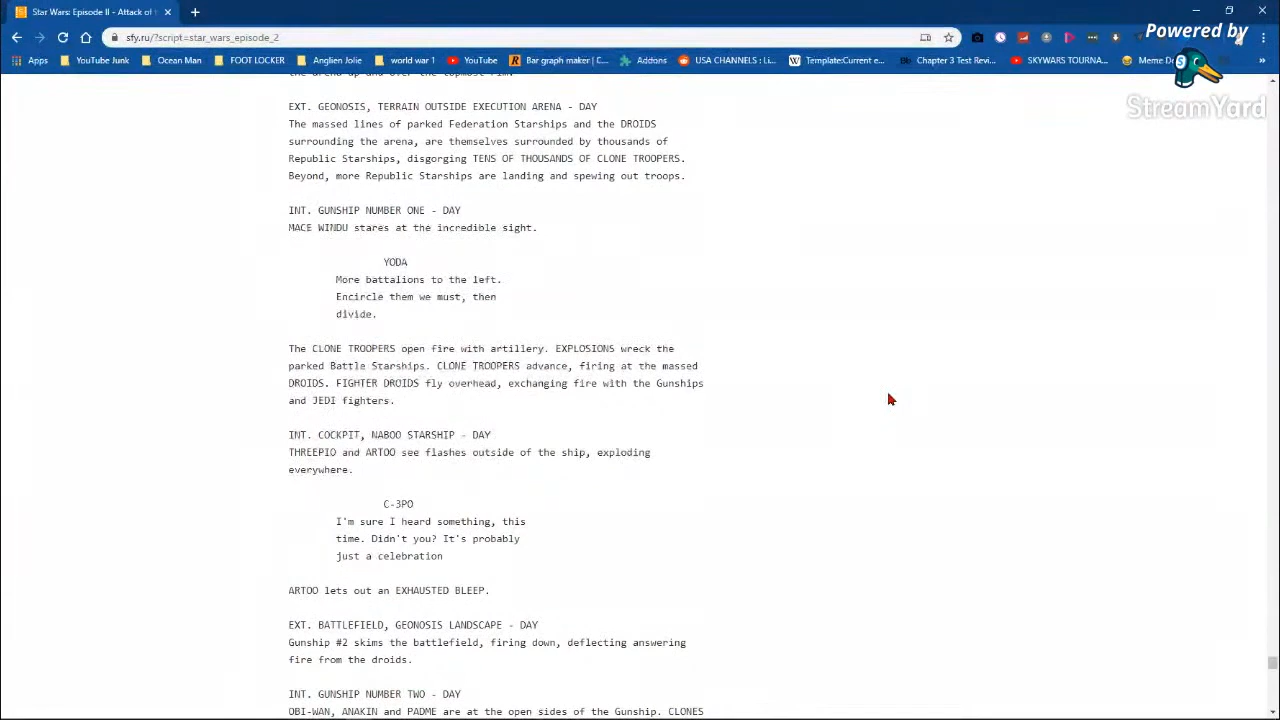 Star Wars: Episode II - Attack of t
Powered by
sfy.ru/?script=star_wars_episode_2
Apps
YouTube Junk
Ocean Man
FOOT LOCKER
Anglien Jolie
world war 1
YouTube
Bar graph maker | C...
Addons
USA CHANNELS : Li...
Template:Current e...
Chapter 3 Test Revi...
SKYWARS TOURNA...
Meme De
StreamYard
the arena up and over the topmost rim.
EXT. GEONOSIS, TERRAIN OUTSIDE EXECUTION ARENA - DAY
The massed lines of parked Federation Starships and the DROIDS
surrounding the arena, are themselves surrounded by thousands of
Republic Starships, disgorging TENS OF THOUSANDS OF CLONE TROOPERS.
Beyond, more Republic Starships are landing and spewing out troops.
INT. GUNSHIP NUMBER ONE - DAY
MACE WINDU stares at the incredible sight.
YODA
More battalions to the left.
Encircle them we must, then
divide.
The CLONE TROOPERS open fire with artillery. EXPLOSIONS wreck the
parked Battle Starships. CLONE TROOPERS advance, firing at the massed
DROIDS. FIGHTER DROIDS fly overhead, exchanging fire with the Gunships
and JEDI fighters.
INT. COCKPIT, NABOO STARSHIP - DAY
THREEPIO and ARTOO see flashes outside of the ship, exploding
everywhere.
C-3PO
I'm sure I heard something, this
time. Didn't you? It's probably
just a celebration
ARTOO lets out an EXHAUSTED BLEEP.
EXT. BATTLEFIELD, GEONOSIS LANDSCAPE - DAY
Gunship #2 skims the battlefield, firing down, deflecting answering
fire from the droids.
INT. GUNSHIP NUMBER TWO - DAY
OBI-WAN, ANAKIN and PADME are at the open sides of the Gunship. CLONES